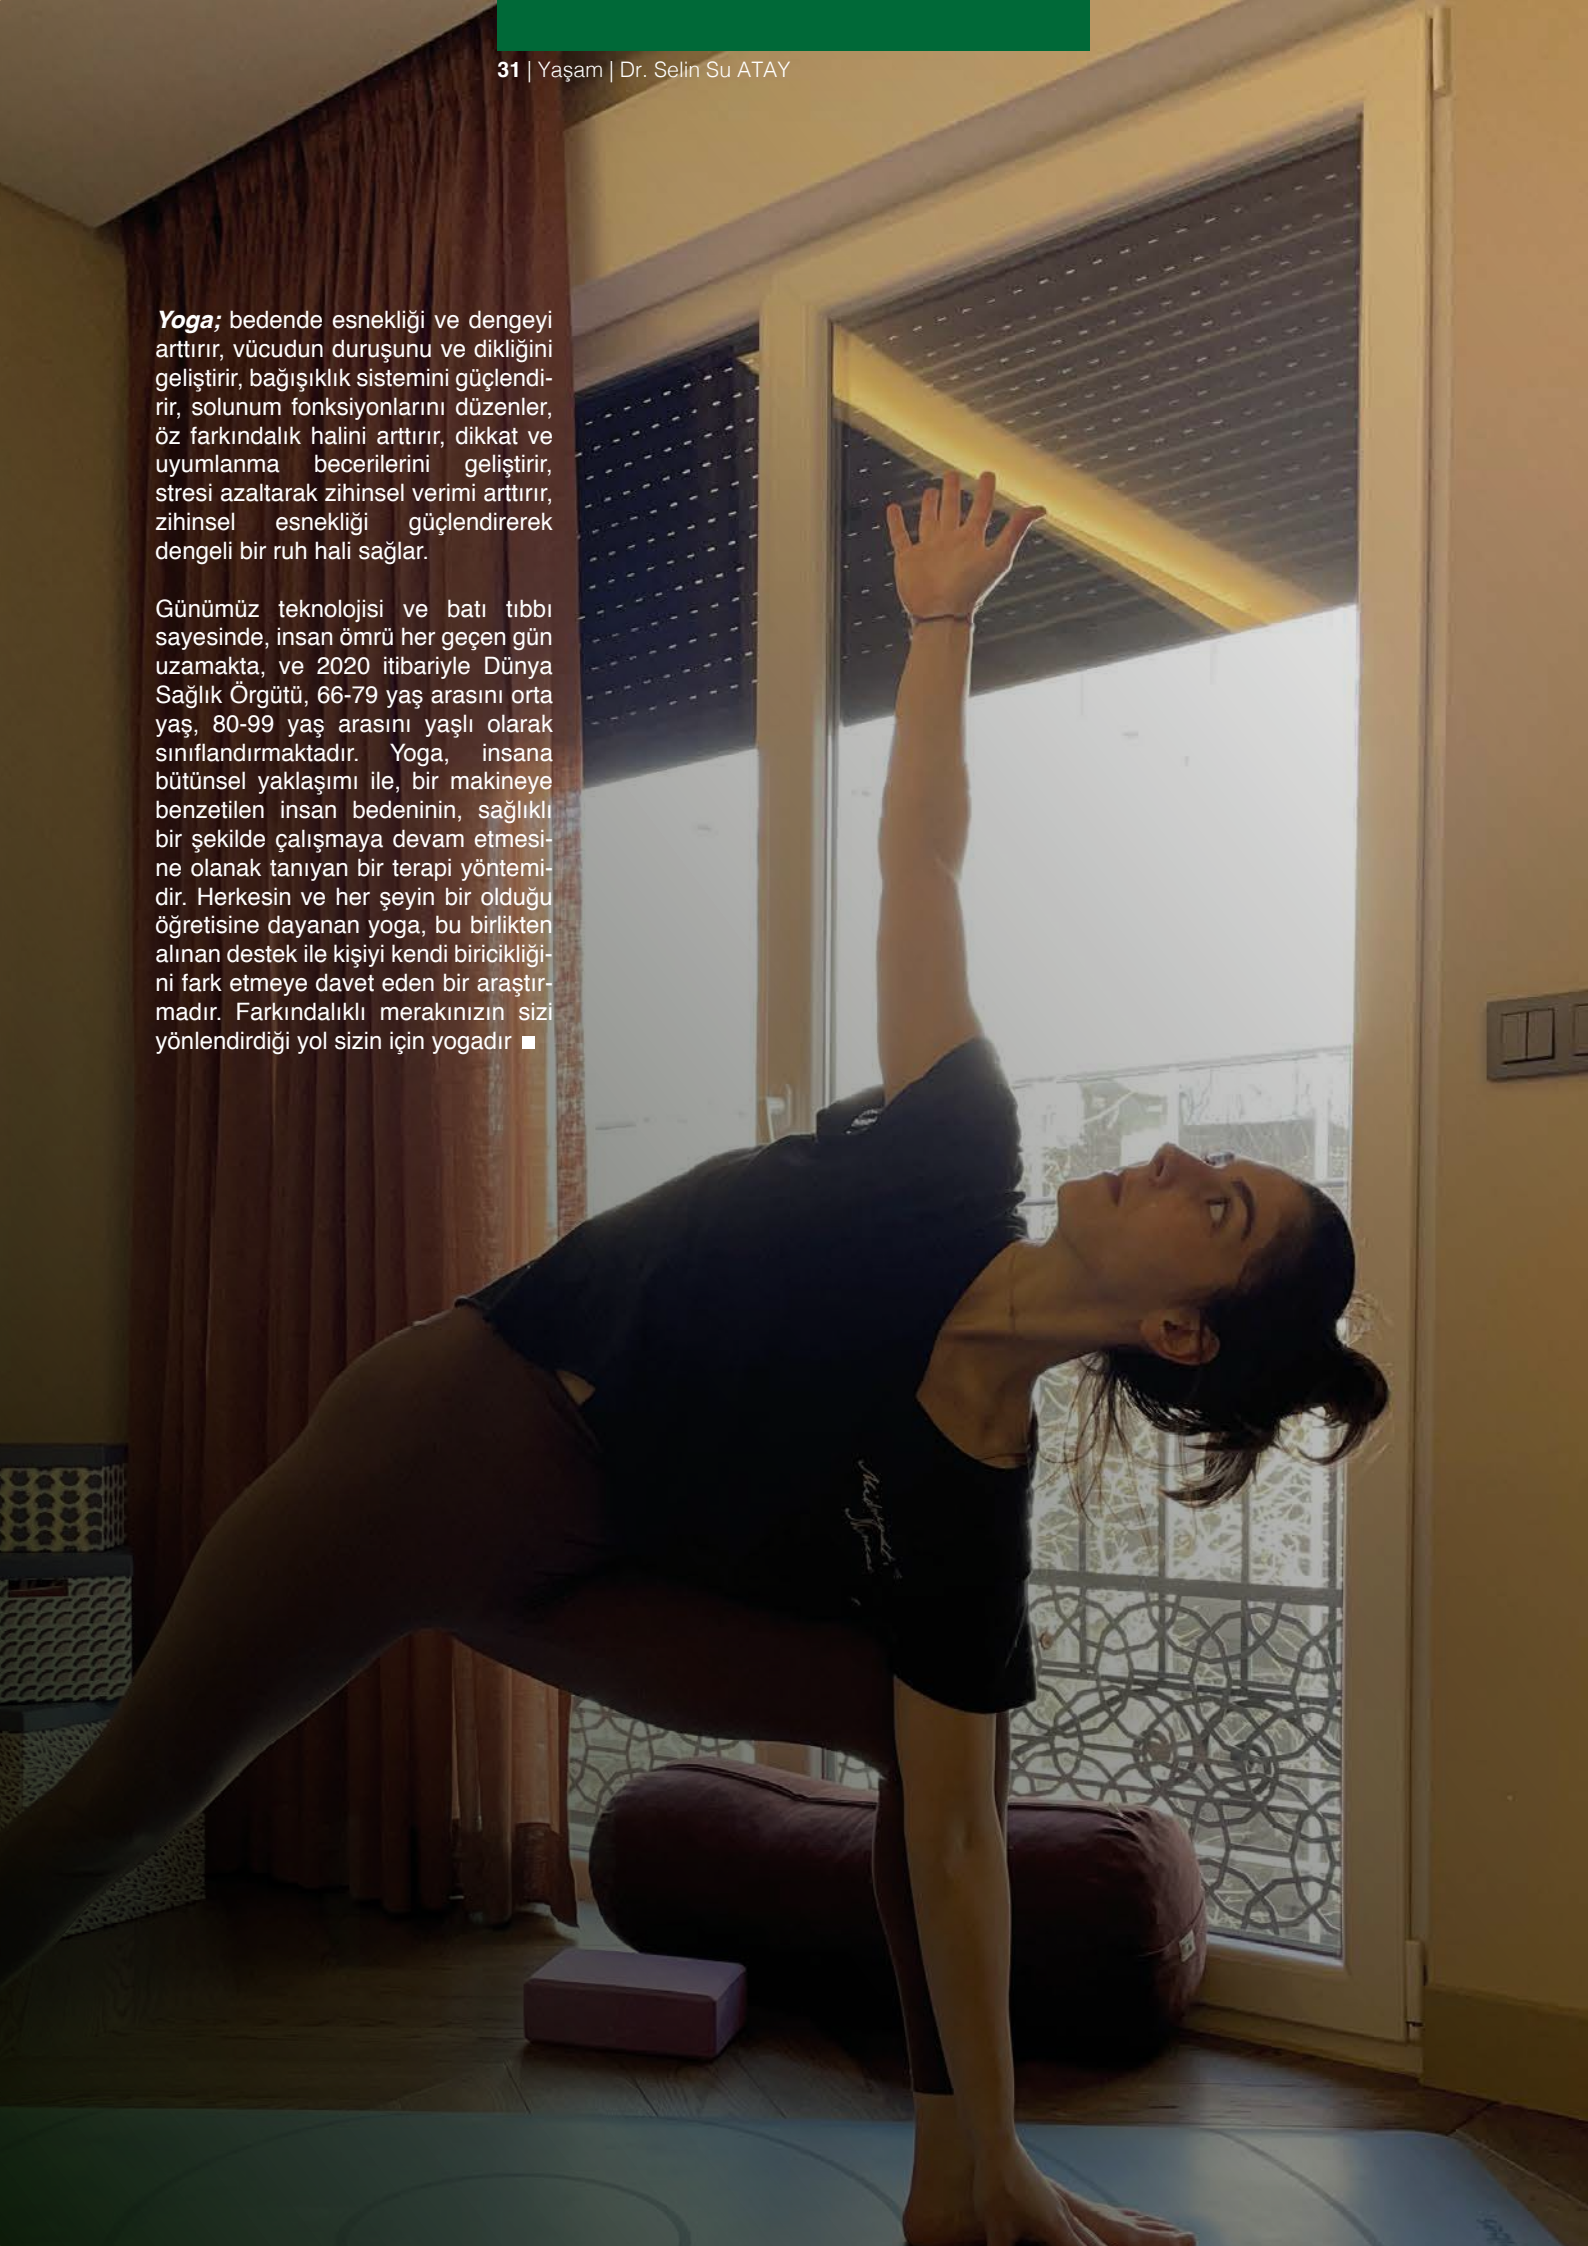 31 | Yaşam | Dr. Selin Su ATAY
Yoga; bedende esnekliği ve dengeyi
arttırır, vücudun duruşunu ve dikliğini
geliştirir, bağışıklık sistemini güçlendi-
rir, solunum fonksiyonlarını düzenler,
öz farkındalık halini arttırır, dikkat ve
uyumlanma becerilerini geliştirir,
stresi azaltarak zihinsel verimi arttırır,
zihinsel esnekliği güçlendirerek
dengeli bir ruh hali sağlar.
Günümüz teknolojisi ve batı tıbbı
sayesinde, insan ömrü her geçen gün
uzamakta, ve 2020 itibariyle Dünya
Sağlık Örgütü, 66-79 yaş arasını orta
yaş, 80-99 yaş arasını yaşlı olarak
sınıflandırmaktadır. Yoga, insana
bütünsel yaklaşımı ile, bir makineye
benzetilen insan bedeninin, sağlıklı
bir şekilde çalışmaya devam etmesi-
ne olanak tanıyan bir terapi yöntemi-
dir. Herkesin ve her şeyin bir olduğu
öğretisine dayanan yoga, bu birlikten
alınan destek ile kişiyi kendi biricikliği-
ni fark etmeye davet eden bir araştır-
madır. Farkındalıklı merakınızın sizi
yönlendirdiği yol sizin için yogadır ■